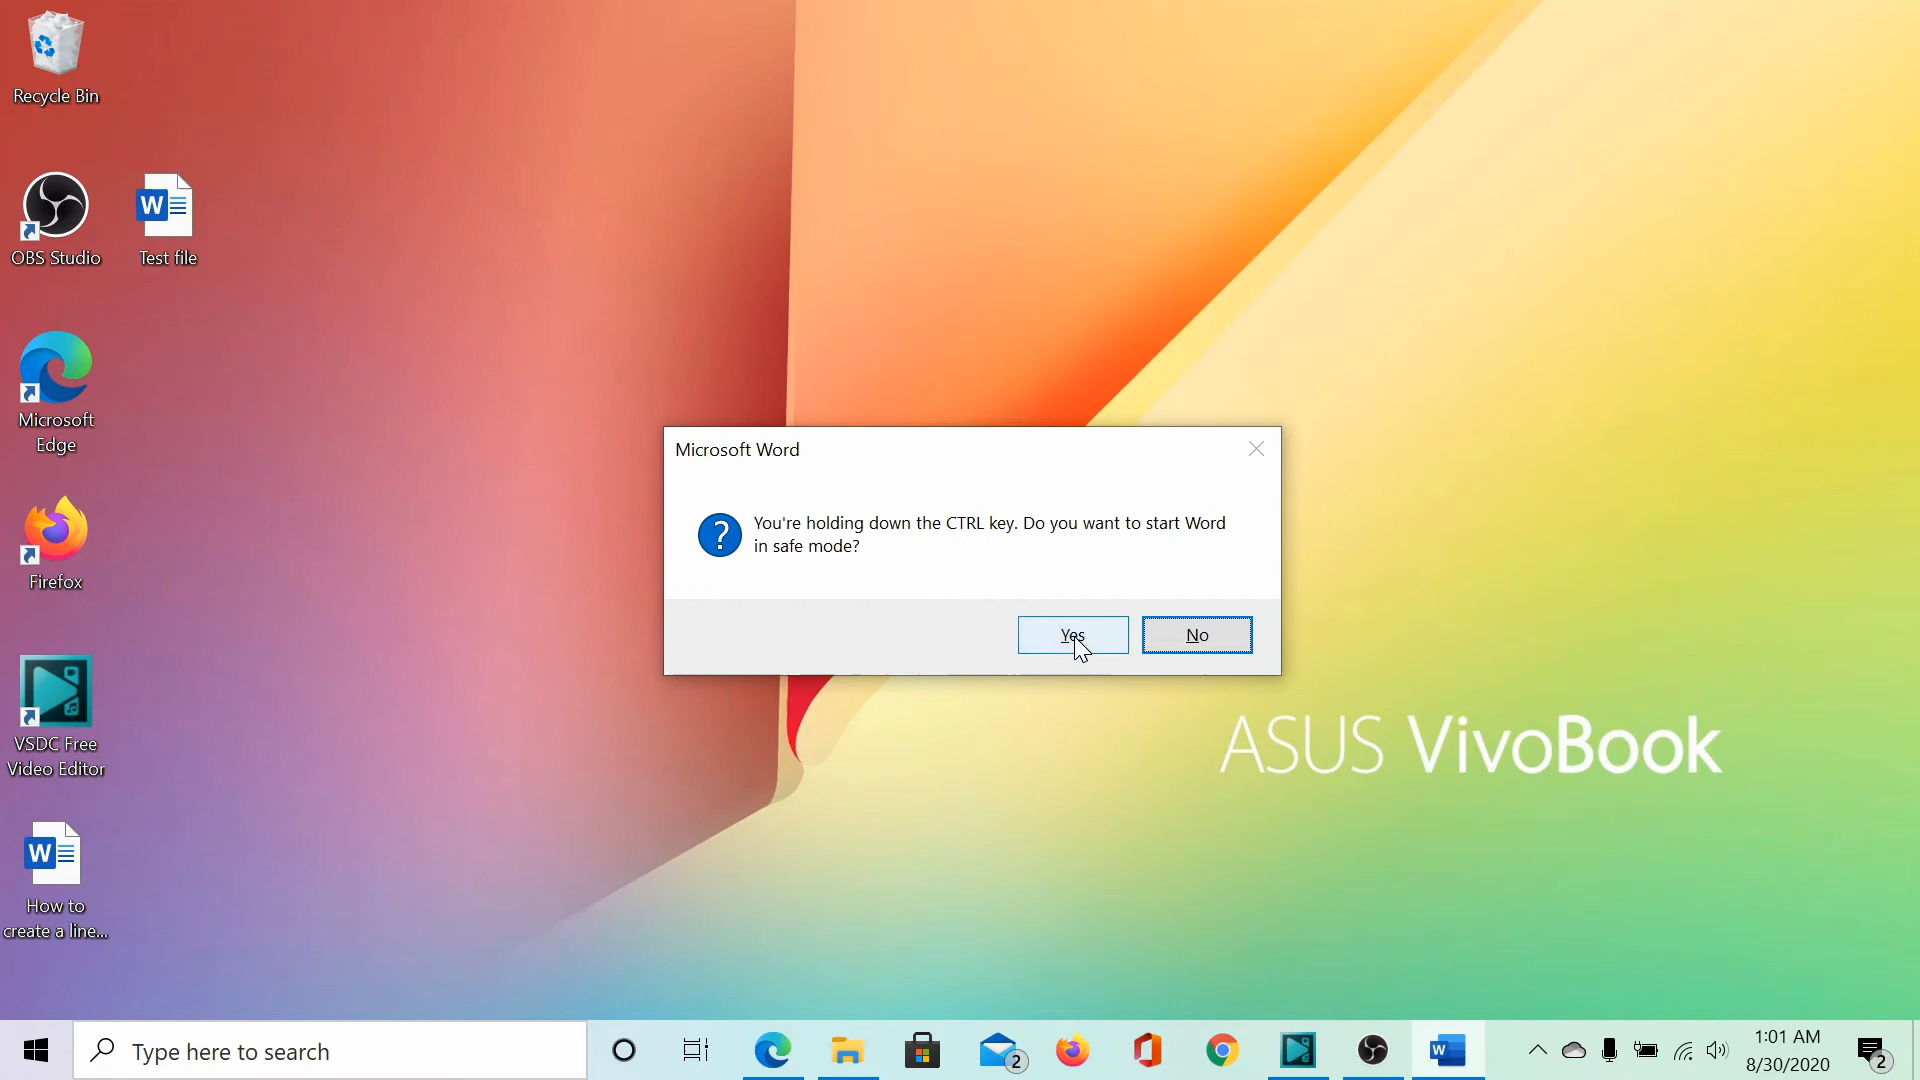 Recycle Bin
OBS Studio
Test file
Microsoft
Edge
Firefox
VSDC Free
Video Editor
W
How to
create a line...
W
Microsoft Word
?
You're holding down the CTRL key. Do you want to start Word
in safe mode?
Yes
No
ASUS VivoBook
Type here to search
2
W
1:01 AM
8/30/2020
2